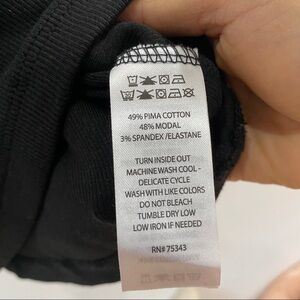 49% PIMA COTTON
48% MODAL
3% SPANDEX/ELASTANE
TURN INSIDE OUT
MACHINE WASH COOL -
DELICATE CYCLE
WASH WITH LIKE COLORS
DO NOT BLEACH
TUMBLE DRY LOW
LOW IRON IF NEEDED
RN# 75343